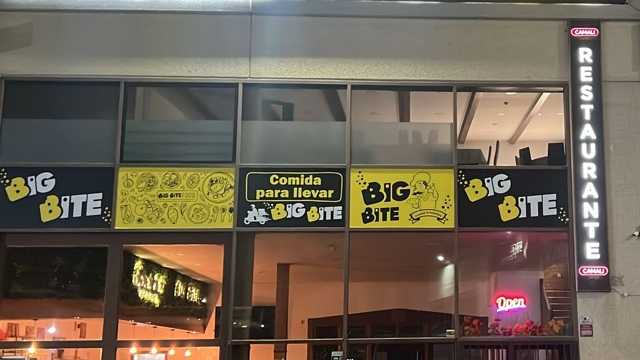 BIG
BITE
BIG BITE
Comida
para llevar
BIG BITE
BIG
BITE
BIG
BITE
CAMALI
RESTAURANTE
CAMALI
Open